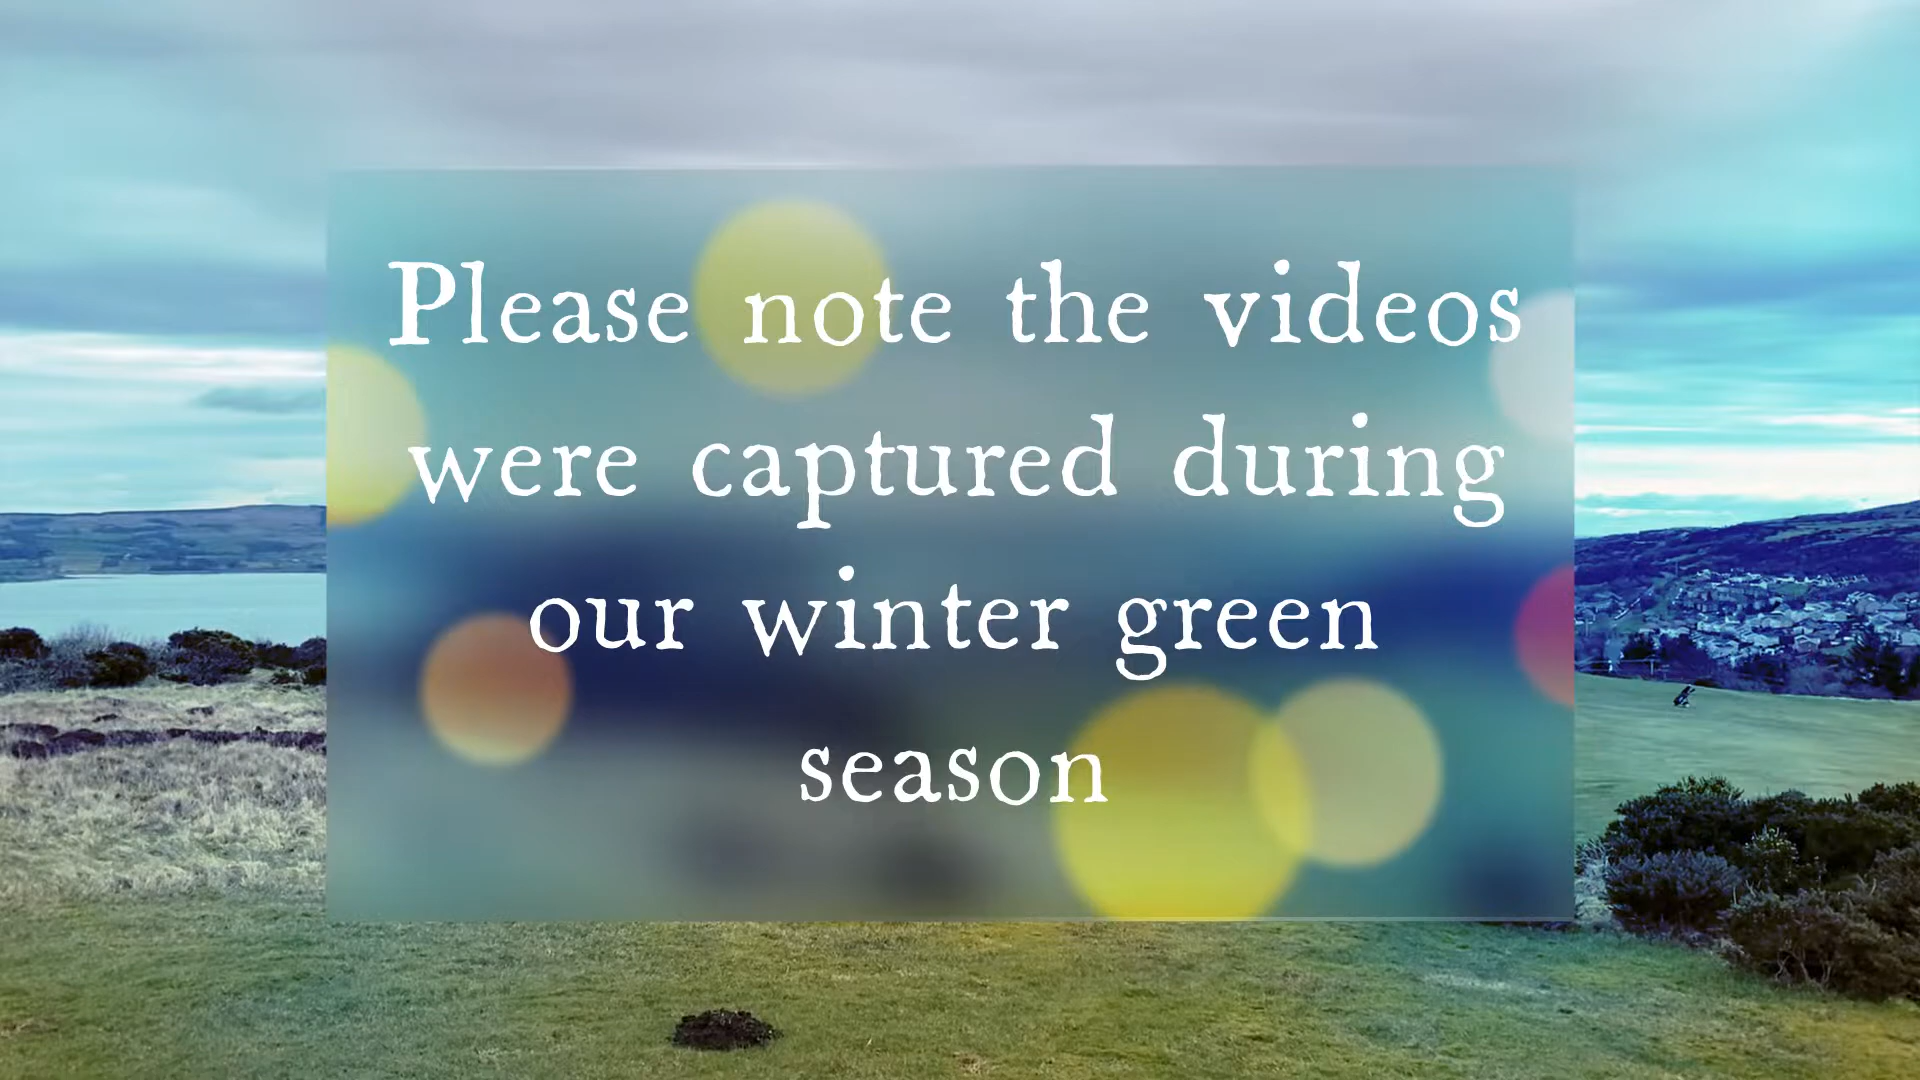 Please note the videos
were captured during
our winter green
season